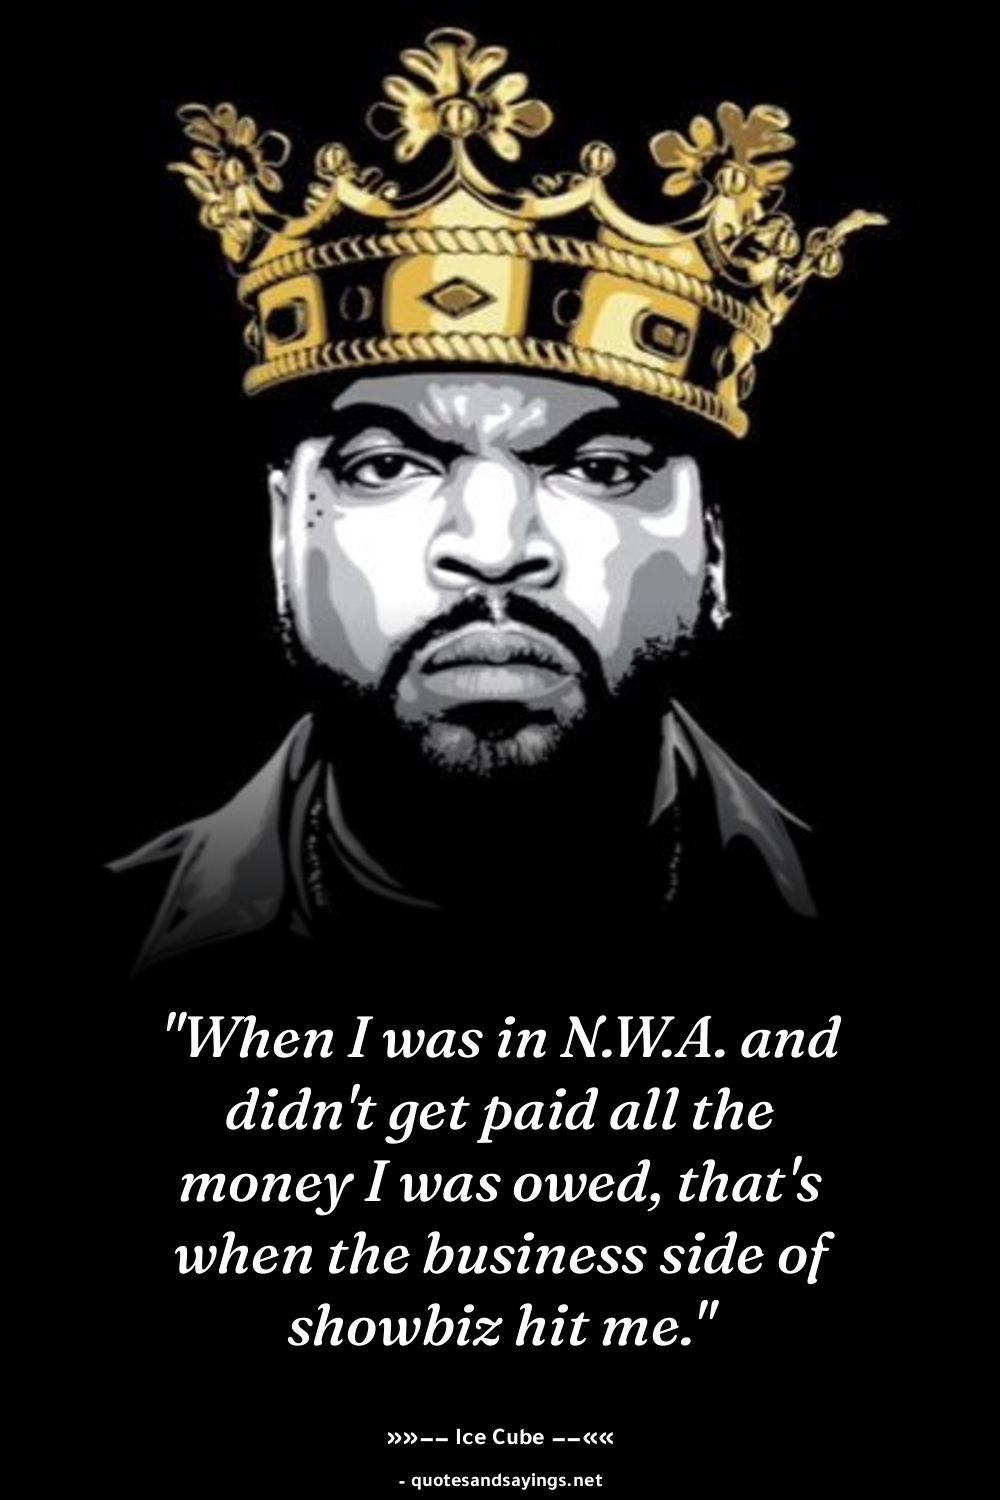 "When I was in N.W.A. and
didn't get paid all the
money I was owed, that's
when the business side of
showbiz hit me."
»»−− Ice Cube −−««
- quotesandsayings.net